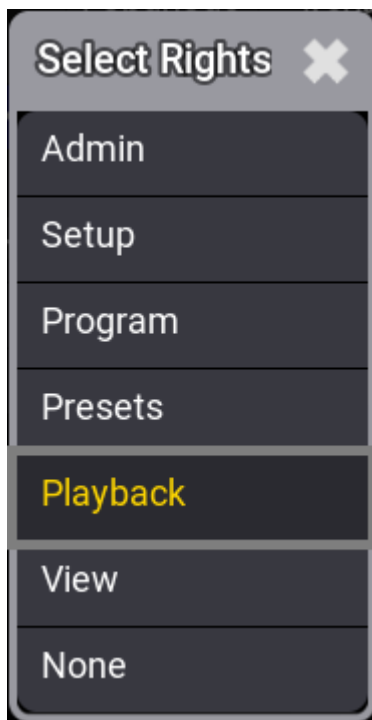 Select Rights
Admin
Setup
Program
Presets
Playback
View
None